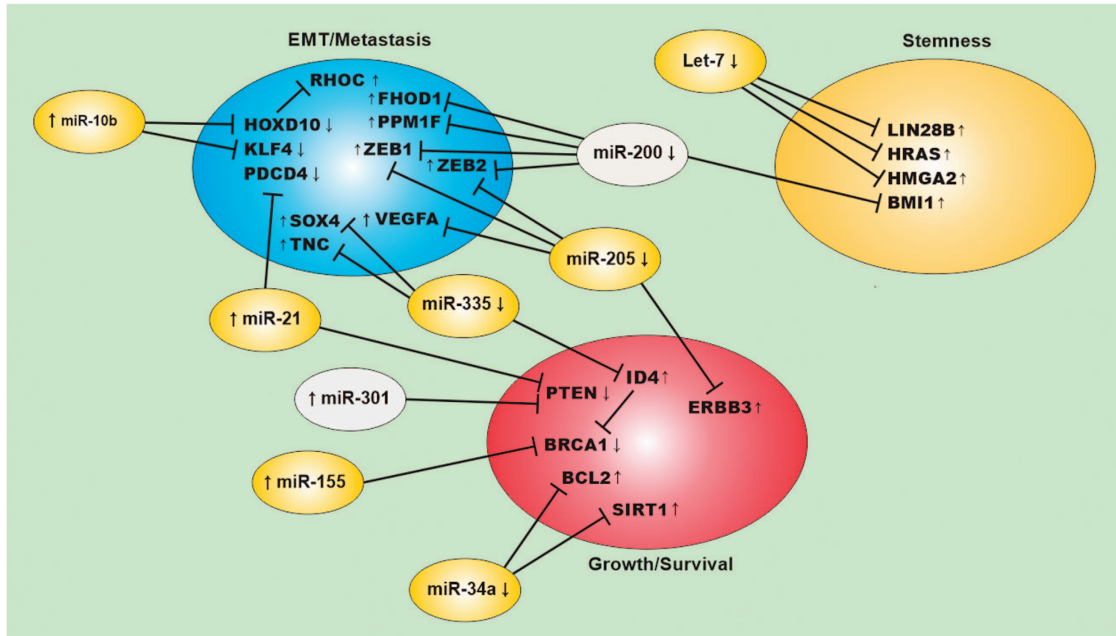 EMT/Metastasis
Stemness
Let-7 ↓
RHOC ↑
↑ miR-10b
↑FHOD1
HOXD10 ↓
↑PPM1F
LIN28B↑
KLF4 ↓
↑ZEB1
miR-200 ↓
HRAS↑
PDCD4 ↓
↑ZEB2
HMGA2↑
BMI1 ↑
↑SOX4
↑ VEGFA
↑TNC
miR-205 ↓
miR-335 ↓
↑ miR-21
ID4↑
PTEN ↓
↑ miR-301
ERBB3↑
BRCA1 ↓
↑ miR-155
BCL2↑
SIRT1↑
Growth/Survival
miR-34a ↓